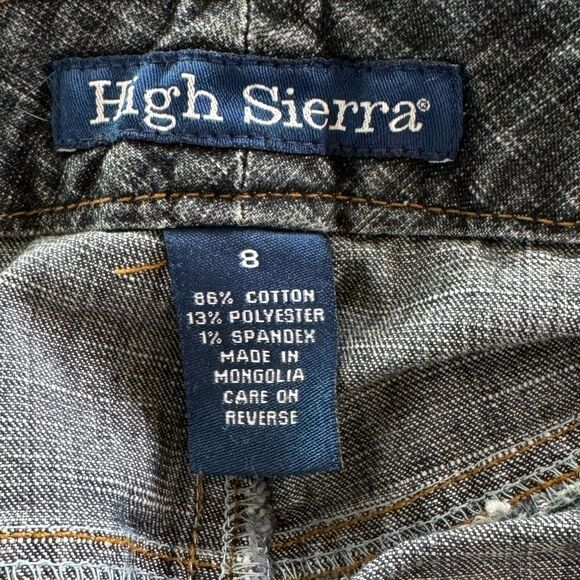 High Sierra®
8
86% COTTON
13% POLYESTER
1% SPANDEX
MADE IN
MONGOLIA
CARE ON
REVERSE